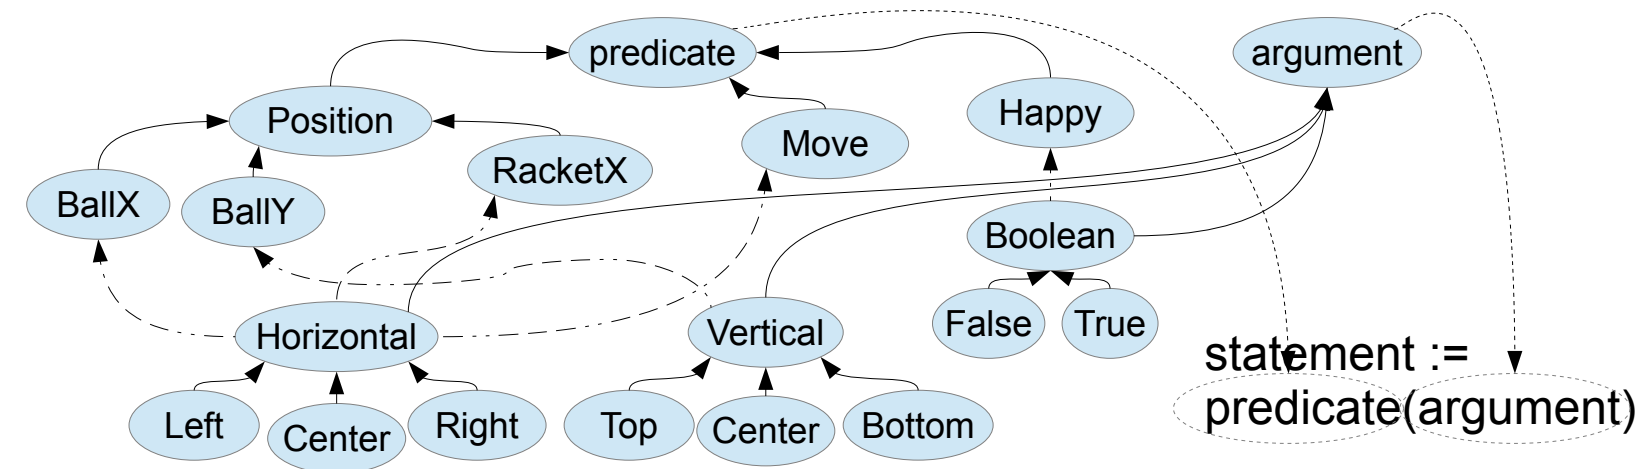 predicate
argument
Position
Happy
Move
RacketX
BallX
BallY
Boolean
Horizontal
Vertical
False
True
statement :=
predicate(argument)
Left
Center
Right
Top
Center
Bottom